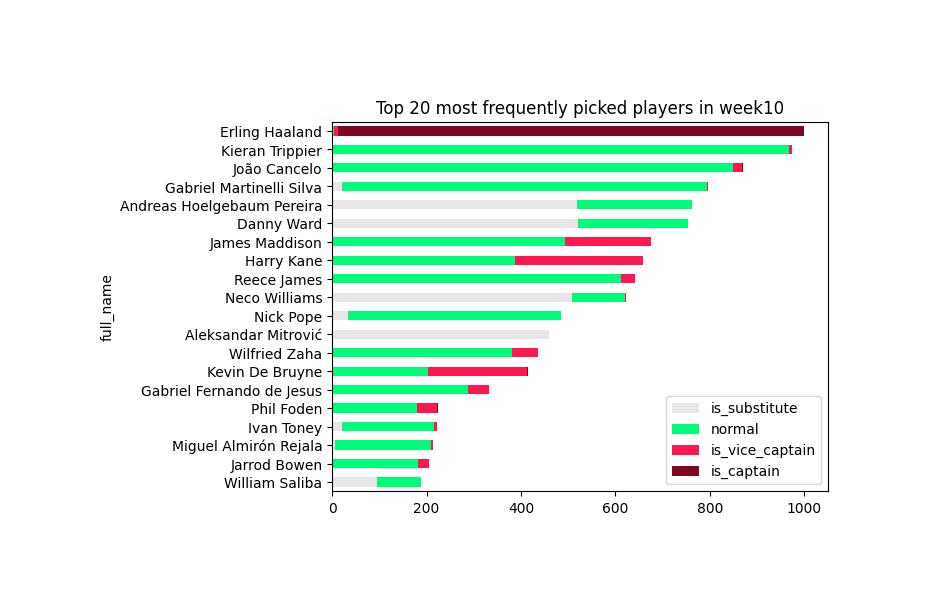 Top 20 most frequently picked players in week10
full_name
Erling Haaland
Kieran Trippier
João Cancelo
Gabriel Martinelli Silva
Andreas Hoelgebaum Pereira
Danny Ward
James Maddison
Harry Kane
Reece James
Neco Williams
Nick Pope
Aleksandar Mitrović
Wilfried Zaha
Kevin De Bruyne
Gabriel Fernando de Jesus
Phil Foden
Ivan Toney
Miguel Almirón Rejala
Jarrod Bowen
William Saliba
is_substitute
normal
is_vice_captain
is_captain
0 200 400 600 800 1000